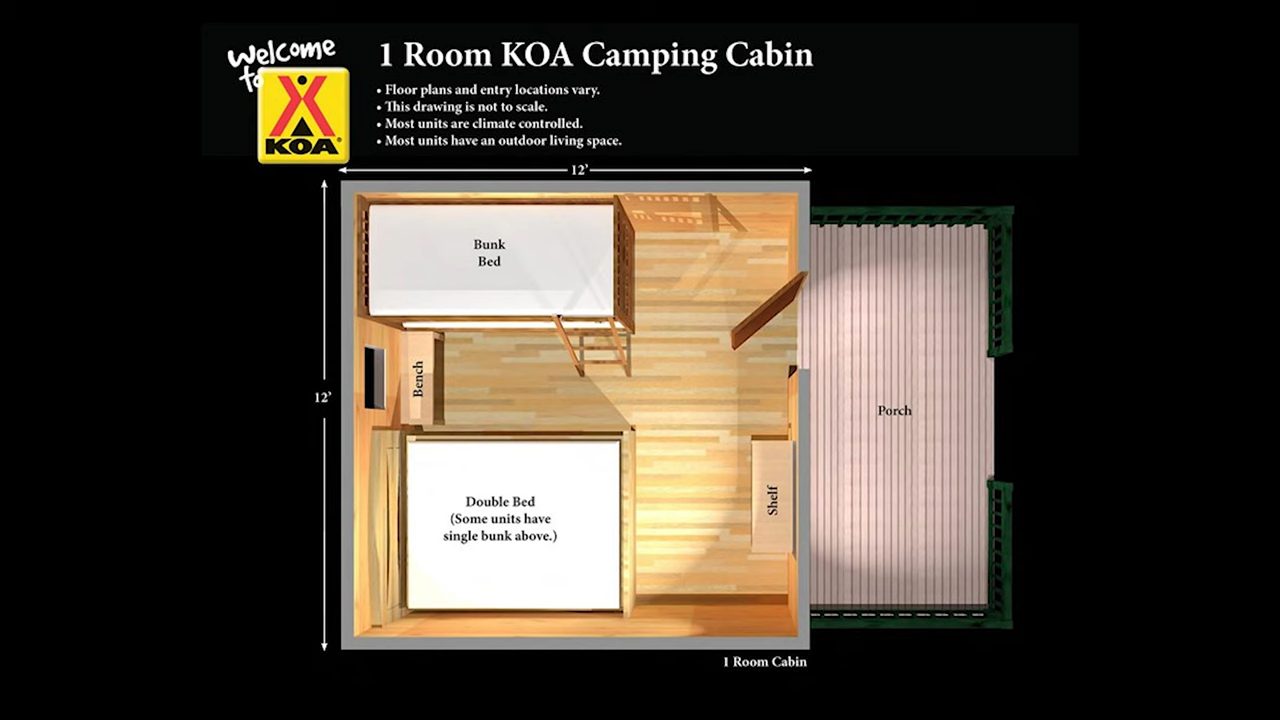 Welcome
to
KOA
1 Room KOA Camping Cabin
• Floor plans and entry locations vary.
• This drawing is not to scale.
• Most units are climate controlled.
• Most units have an outdoor living space.
12’
12’
Bunk
Bed
Bench
Double Bed
(Some units have
single bunk above.)
Shelf
Porch
1 Room Cabin